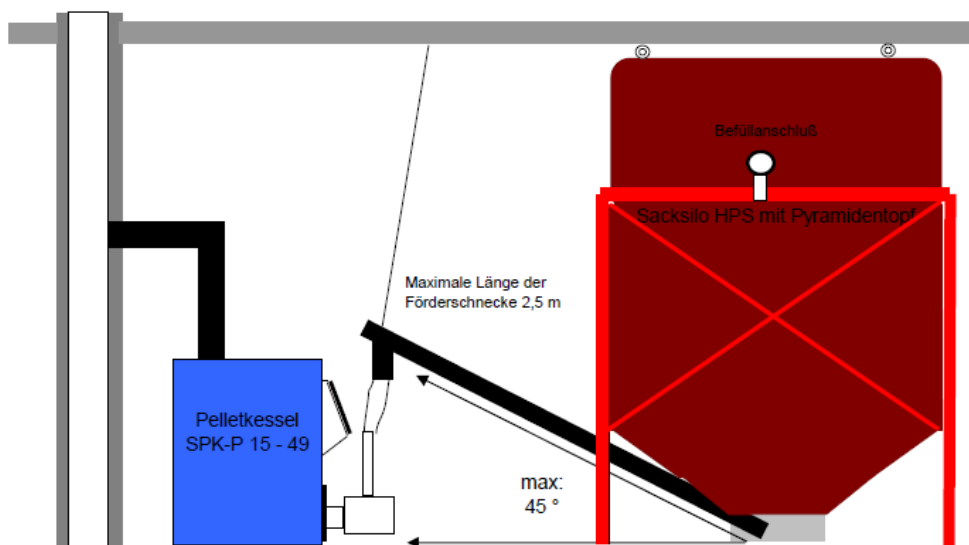 Befüllanschluß
Sacksilo HPS mit Pyramidentopf
Maximale Länge der
Förderschnecke 2,5 m
Pelletkessel
SPK-P 15 - 49
max:
45 °